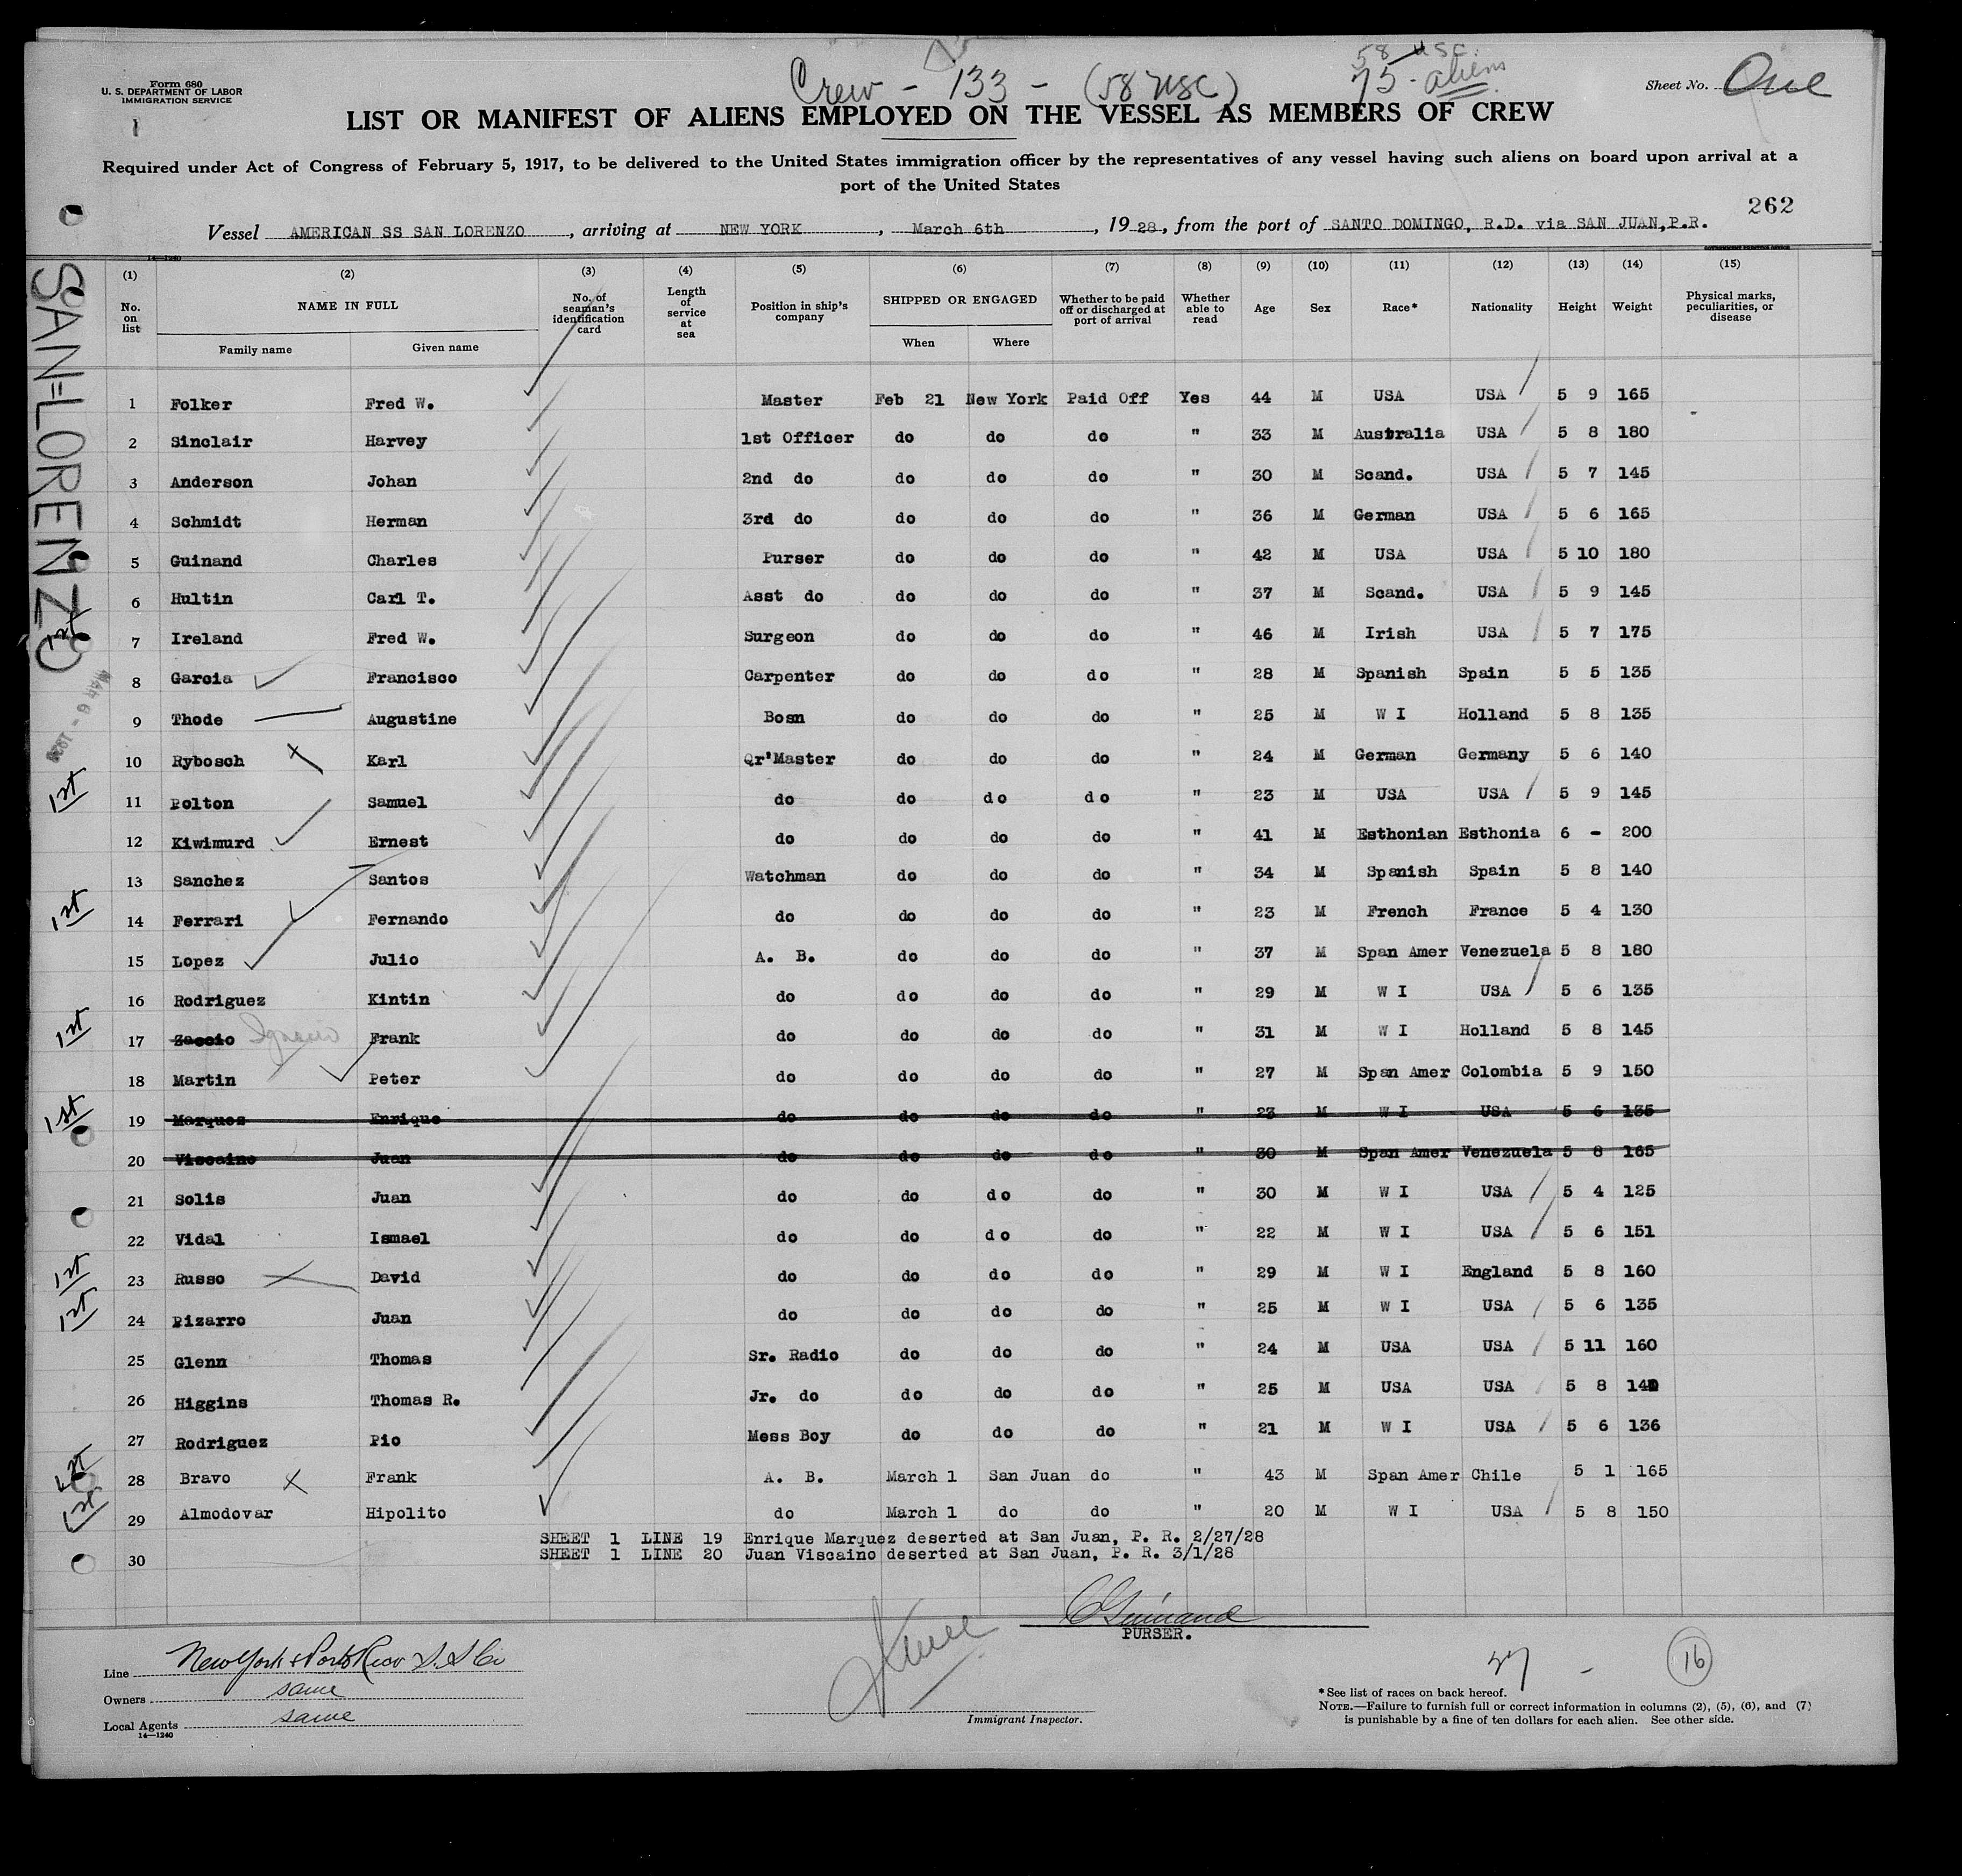 Form 680
U. S. DEPARTMENT OF LABOR
IMMIGRATION SERVICE
1
Crew - 133 - (58 USC)
58 USC.
75 - aliens
Sheet No. One
LIST OR MANIFEST OF ALIENS EMPLOYED ON THE VESSEL AS MEMBERS OF CREW
Required under Act of Congress of February 5, 1917, to be delivered to the United States immigration officer by the representatives of any vessel having such aliens on board upon arrival at a
port of the United States
262
Vessel AMERICAN SS SAN LORENZO, arriving at NEW YORK, March 6th, 1928, from the port of SANTO DOMINGO, R.D. via SAN JUAN,P.R.
14—1240
SAN=LORENZO
(1) (2) (3) (4) (5) (6) (7) (8) (9) (10) (11) (12) (13) (14) (15)
No. on list NAME IN FULL No. of seaman's identification card Length of service at sea Position in ship's company SHIPPED OR ENGAGED Whether to be paid off or discharged at port of arrival Whether able to read Age Sex Race* Nationality Height Weight Physical marks, peculiarities, or disease
Family name Given name When Where
1 Folker Fred W. Master Feb 21 New York Paid Off Yes 44 M USA USA 5 9 165
2 Sinclair Harvey 1st Officer do do do " 33 M Australia USA 5 8 180
3 Anderson Johan 2nd do do do do " 30 M Scand. USA 5 7 145
4 Schmidt Herman 3rd do do do do " 36 M German USA 5 6 165
5 Guinand Charles Purser do do do " 42 M USA USA 5 10 180
6 Hultin Carl T. Asst do do do do " 37 M Scand. USA 5 9 145
1st 7 Ireland Fred W. Surgeon do do do " 46 M Irish USA 5 7 175
8 Garcia Francisco Carpenter do do do " 28 M Spanish Spain 5 5 135
MAR 6 - 1928
9 Thode Augustine Bosn do do do " 25 M W I Holland 5 8 135
10 Rybosch Karl Qr'Master do do do " 24 M German Germany 5 6 140
1st 11 Polton Samuel do do do do " 23 M USA USA 5 9 145
12 Kiwimurd Ernest do do do do " 41 M Esthonian Esthonia 6 - 200
13 Sanchez Santos Watchman do do do " 34 M Spanish Spain 5 8 140
1st 14 Ferrari Fernando do do do do " 23 M French France 5 4 130
15 Lopez Julio A. B. do do do " 37 M Span Amer Venezuela 5 8 180
16 Rodriguez Kintin do do do do " 29 M W I USA 5 6 135
1st 17 Zaccio Ignacio Frank do do do do " 31 M W I Holland 5 8 145
18 Martin Peter do do do do " 27 M Span Amer Colombia 5 9 150
1st 19 Marquez Enrique do do do do " 23 M W I USA 5 6 135
20 Viscaino Juan do do do do " 30 M Span Amer Venezuela 5 8 165
21 Solis Juan do do do do " 30 M W I USA 5 4 125
22 Vidal Ismael do do do do " 22 M W I USA 5 6 151
1st 23 Russo David do do do do " 29 M W I England 5 8 160
1st 24 Pizarro Juan do do do do " 25 M W I USA 5 6 135
25 Glenn Thomas Sr. Radio do do do " 24 M USA USA 5 11 160
26 Higgins Thomas R. Jr. do do do do " 25 M USA USA 5 8
27 Rodriguez Pio Mess Boy do do do " 21 M W I USA 5 6 136
1st 28 Bravo Frank A. B. March 1 San Juan do " 43 M Span Amer Chile 5 1 165
1st 29 Almodovar Hipolito do March 1 do do " 20 M W I USA 5 8 150
SHEET 1 LINE 19 Enrique Marquez deserted at San Juan, P. R. 2/27/28
30 SHEET 1 LINE 20 Juan Viscaino deserted at San Juan, P. R. 3/1/28
C Guinand
PURSER.
Line New York & Porto Rico S. S Co
Owners same
Local Agents same
14—1240
Immigrant Inspector.
27 - 16
*See list of races on back hereof.
NOTE.—Failure to furnish full or correct information in columns (2), (5), (6), and (7)
is punishable by a fine of ten dollars for each alien. See other side.